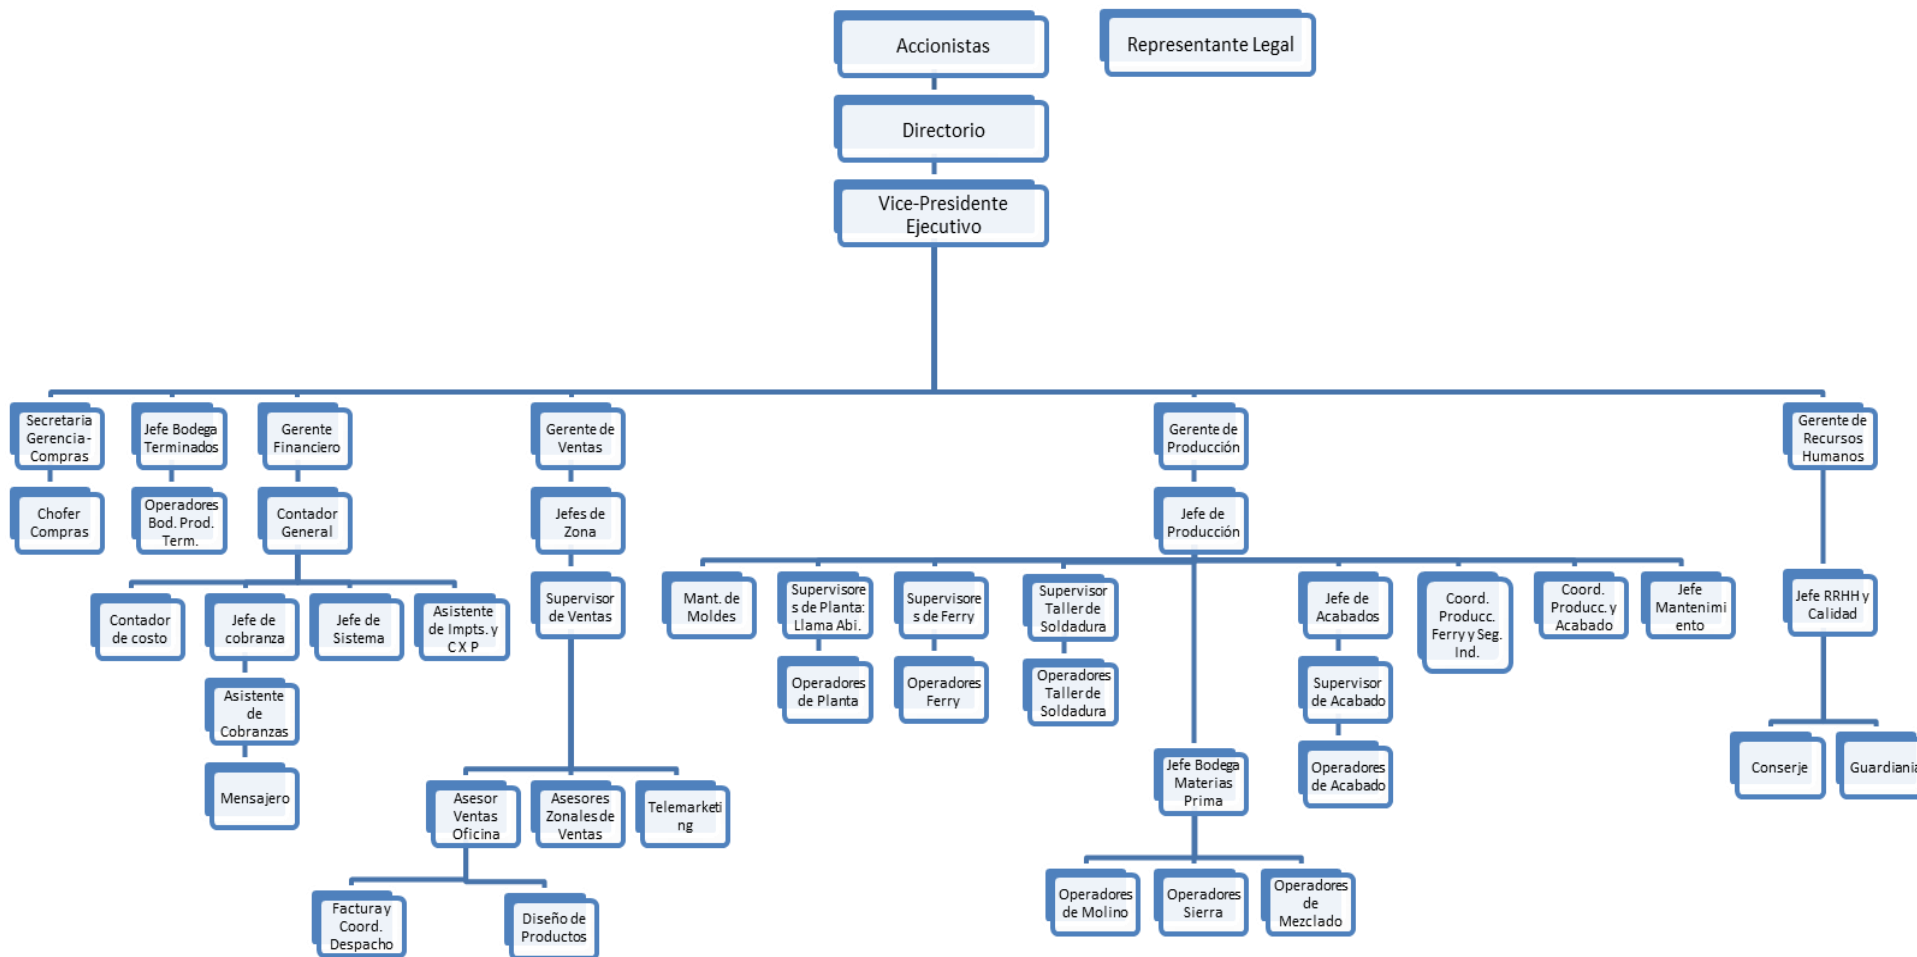 Accionistas
Representante Legal
Directorio
Vice-Presidente
Ejecutivo
Secretaria
Gerencia-
Compras
Jefe Bodega
Terminados
Gerente
Financiero
Gerente de
Ventas
Gerente de
Producción
Gerente de
Recursos
Humanos
Chofer
Compras
Operadores
Bod. Prod.
Term.
Contador
General
Jefes de
Zona
Jefe de
Producción
Contador
de costo
Jefe de
cobranza
Jefe de
Sistema
Asistente
de Impts. y
C X P
Supervisor
de Ventas
Mant. de
Moldes
Supervisore
s de Planta:
Llama Abi.
Supervisore
s de Ferry
Supervisor
Taller de
Soldadura
Jefe de
Acabados
Coord.
Producc.
Ferry y Seg.
Ind.
Coord.
Producc. y
Acabado
Jefe
Mantenimi
ento
Jefe RRHH y
Calidad
Asistente
de
Cobranzas
Operadores
de Planta
Operadores
Ferry
Operadores
Taller de
Soldadura
Supervisor
de Acabado
Mensajero
Asesor
Ventas
Oficina
Asesores
Zonales de
Ventas
Telemarketi
ng
Jefe Bodega
Materias
Prima
Operadores
de Acabado
Conserje
Guardiania
Factura y
Coord.
Despacho
Diseño de
Productos
Operadores
de Molino
Operadores
Sierra
Operadores
de
Mezclado